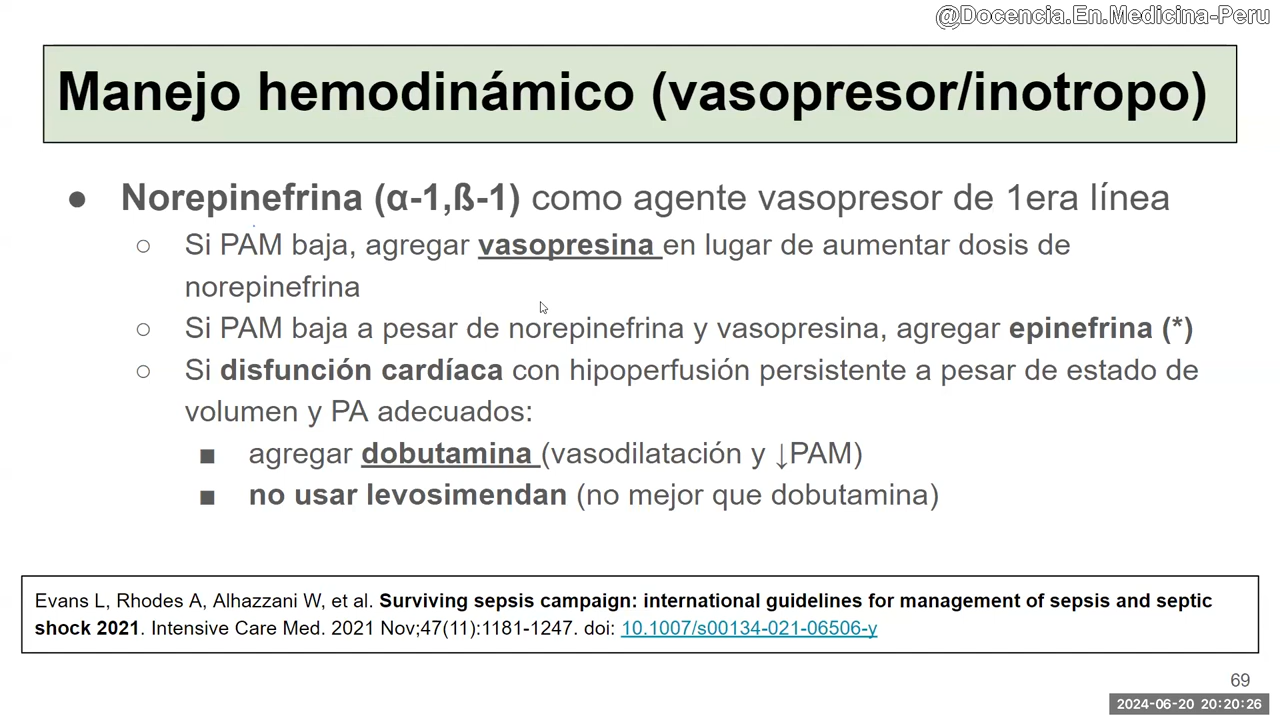 @Docencia.En.Medicina-Peru
Manejo hemodinámico (vasopresor/inotropo)
● Norepinefrina (α-1,ß-1) como agente vasopresor de 1era línea
○ Si PAM baja, agregar vasopresina en lugar de aumentar dosis de
norepinefrina
○ Si PAM baja a pesar de norepinefrina y vasopresina, agregar epinefrina (*)
○ Si disfunción cardíaca con hipoperfusión persistente a pesar de estado de
volumen y PA adecuados:
■ agregar dobutamina (vasodilatación y ↓PAM)
■ no usar levosimendan (no mejor que dobutamina)
Evans L, Rhodes A, Alhazzani W, et al. Surviving sepsis campaign: international guidelines for management of sepsis and septic
shock 2021. Intensive Care Med. 2021 Nov;47(11):1181-1247. doi: 10.1007/s00134-021-06506-y
69
2024-06-20 20:20:26